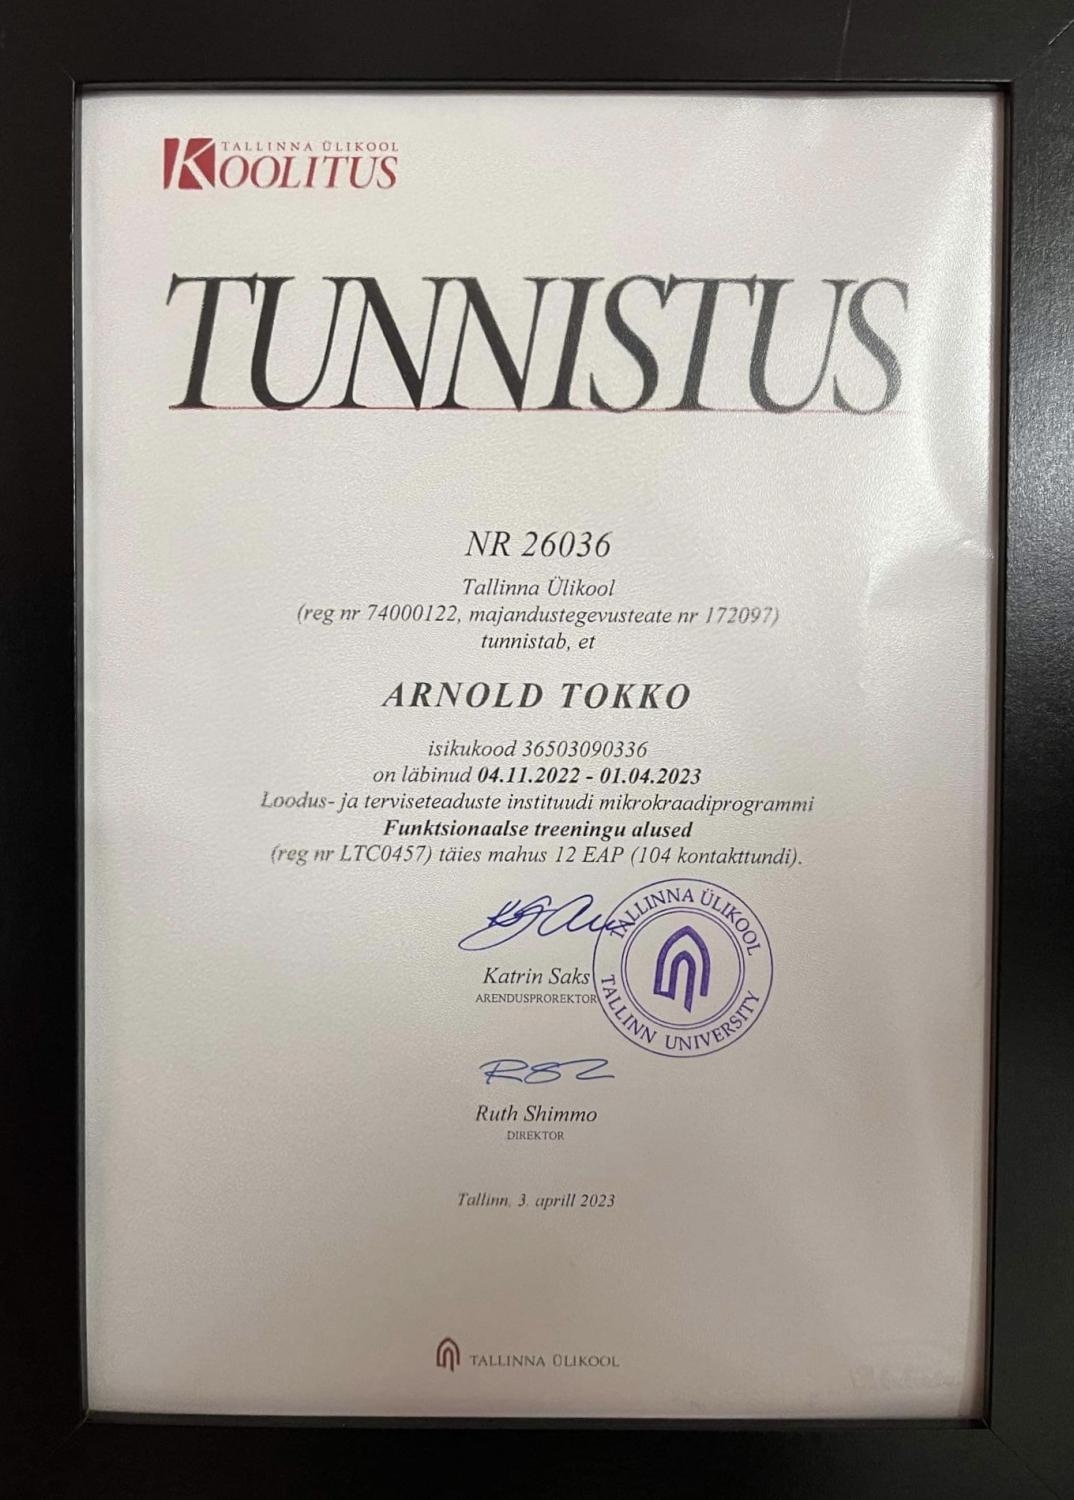 TALLINNA ÜLIKOOL
KOOLITUS
TUNNISTUS
NR 26036
Tallinna Ülikool
(reg nr 74000122, majandustegevusteate nr 172097)
tunnistab, et
ARNOLD TOKKO
isikukood 36503090336
on läbinud 04.11.2022 - 01.04.2023
Loodus- ja terviseteaduste instituudi mikrokraadiprogrammi
Funktsionaalse treeningu alused
(reg nr LTC0457) täies mahus 12 EAP (104 kontakttundi).
TALLINNA ÜLIKOOL
TALLINN UNIVERSITY
Katrin Saks
ARENDUSPROREKTOR
Ruth Shimmo
DIREKTOR
Tallinn, 3. aprill 2023
TALLINNA ÜLIKOOL